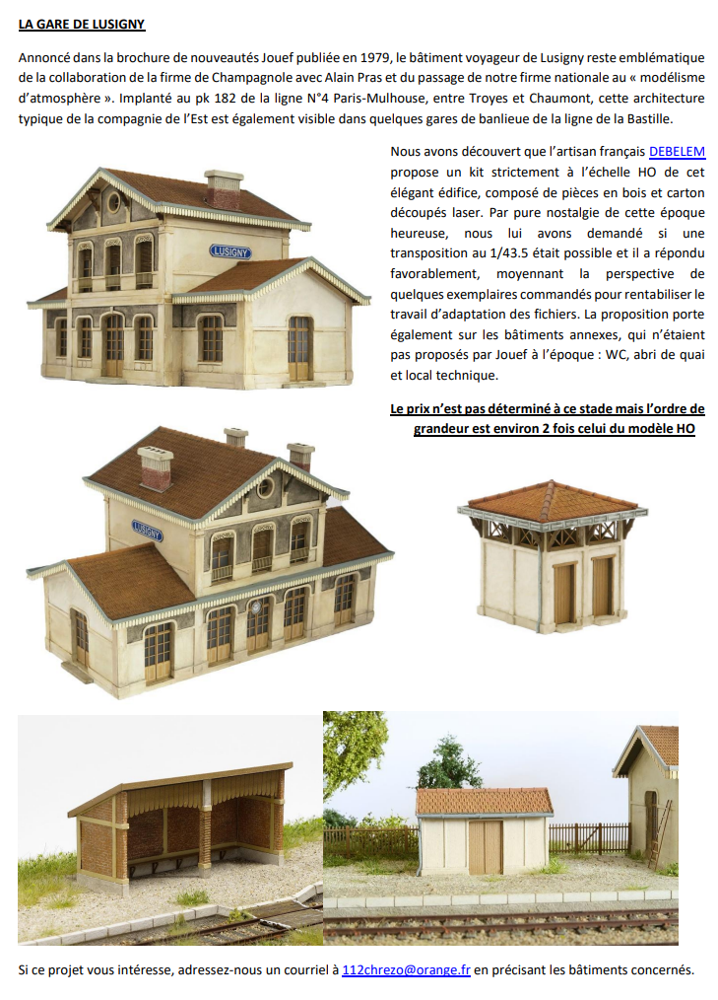 LA GARE DE LUSIGNY
Annoncé dans la brochure de nouveautés Jouef publiée en 1979, le bâtiment voyageur de Lusigny reste emblématique
de la collaboration de la firme de Champagnole avec Alain Pras et du passage de notre firme nationale au « modélisme
d’atmosphère ». Implanté au pk 182 de la ligne N°4 Paris-Mulhouse, entre Troyes et Chaumont, cette architecture
typique de la compagnie de l’Est est également visible dans quelques gares de banlieue de la ligne de la Bastille.
Nous avons découvert que l’artisan français DEBELEM
propose un kit strictement à l’échelle HO de cet
élégant édifice, composé de pièces en bois et carton
découpés laser. Par pure nostalgie de cette époque
heureuse, nous lui avons demandé si une
transposition au 1/43.5 était possible et il a répondu
favorablement, moyennant la perspective de
quelques exemplaires commandés pour rentabiliser le
travail d’adaptation des fichiers. La proposition porte
également sur les bâtiments annexes, qui n’étaient
pas proposés par Jouef à l’époque : WC, abri de quai
et local technique.
Le prix n’est pas déterminé à ce stade mais l’ordre de
grandeur est environ 2 fois celui du modèle HO
LUSIGNY
LUSIGNY
Si ce projet vous intéresse, adressez-nous un courriel à 112chrezo@orange.fr en précisant les bâtiments concernés.